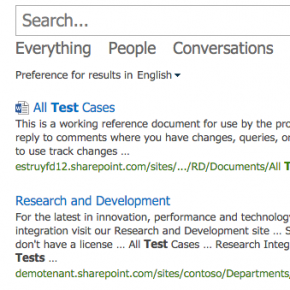 Search...
Everything People Conversations
Preference for results in English
All Test Cases
This is a working reference document for use by the pro
reply to comments where you have changes, queries, or
to use track changes ...
estruyfd12.sharepoint.com/sites/.../RD/Documents/All T
Research and Development
For the latest in innovation, performance and technolog
integration visit our Research and Development site ... S
don't have a license ... All Test Cases ... Research Integ
Tests ...
demotenant.sharepoint.com/sites/contoso/Departments/